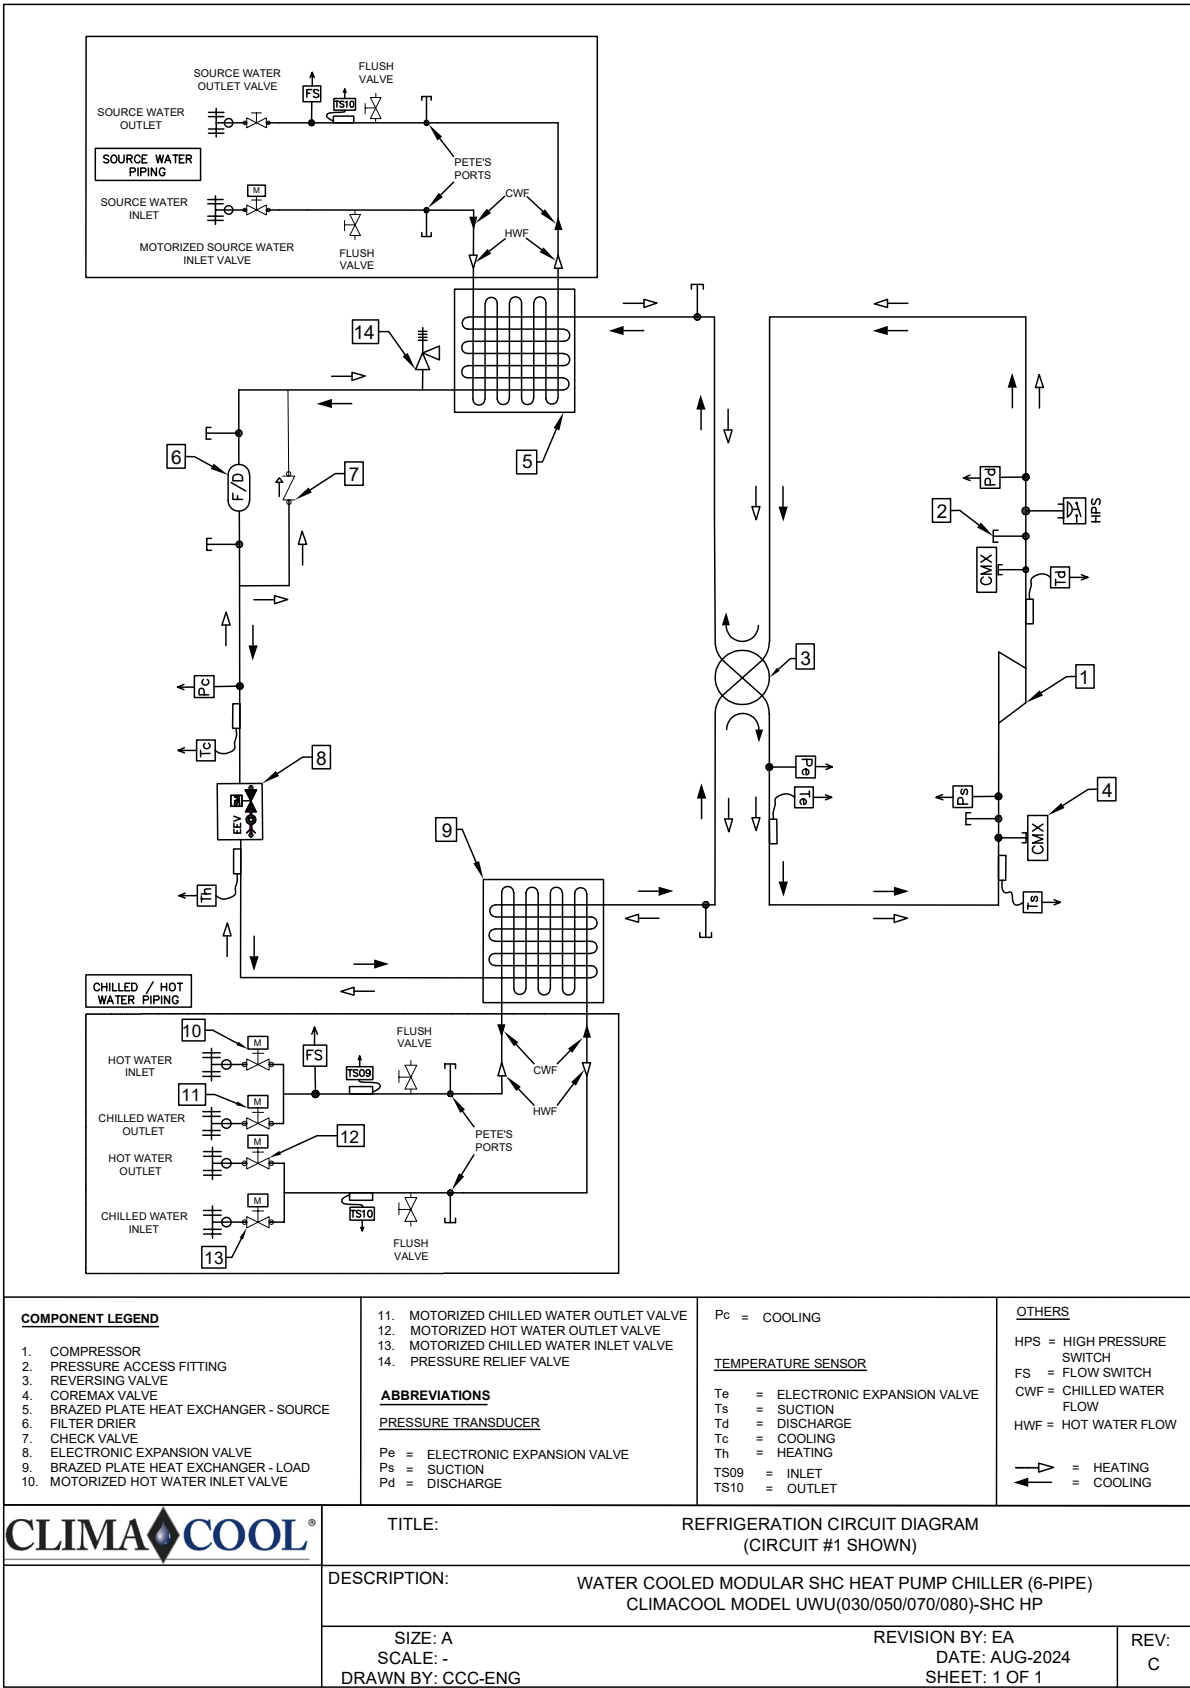 SOURCE WATER
OUTLET VALVE
FLUSH
VALVE
FS
TS10
SOURCE WATER
OUTLET
SOURCE WATER
PIPING
PETE'S
PORTS
M
SOURCE WATER
INLET
CWF
HWF
MOTORIZED SOURCE WATER
INLET VALVE
FLUSH
VALVE
14
5
6
F/D
7
Pd
2
HPS
CMX
Td
3
1
Pc
Tc
8
M
EEV
Pe
Te
Ps
4
CMX
9
Th
Ts
CHILLED / HOT
WATER PIPING
10
M
FS
FLUSH
VALVE
HOT WATER
INLET
TS09
CWF
11
M
HWF
CHILLED WATER
OUTLET
M
12
PETE'S
PORTS
HOT WATER
OUTLET
M
CHILLED WATER
INLET
TS10
13
FLUSH
VALVE
COMPONENT LEGEND
1. COMPRESSOR
2. PRESSURE ACCESS FITTING
3. REVERSING VALVE
4. COREMAX VALVE
5. BRAZED PLATE HEAT EXCHANGER - SOURCE
6. FILTER DRIER
7. CHECK VALVE
8. ELECTRONIC EXPANSION VALVE
9. BRAZED PLATE HEAT EXCHANGER - LOAD
10. MOTORIZED HOT WATER INLET VALVE
11. MOTORIZED CHILLED WATER OUTLET VALVE
12. MOTORIZED HOT WATER OUTLET VALVE
13. MOTORIZED CHILLED WATER INLET VALVE
14. PRESSURE RELIEF VALVE
ABBREVIATIONS
PRESSURE TRANSDUCER
Pe = ELECTRONIC EXPANSION VALVE
Ps = SUCTION
Pd = DISCHARGE
Pc = COOLING
TEMPERATURE SENSOR
Te = ELECTRONIC EXPANSION VALVE
Ts = SUCTION
Td = DISCHARGE
Tc = COOLING
Th = HEATING
TS09 = INLET
TS10 = OUTLET
OTHERS
HPS = HIGH PRESSURE
SWITCH
FS = FLOW SWITCH
CWF = CHILLED WATER
FLOW
HWF = HOT WATER FLOW
= HEATING
= COOLING
CLIMACOOL®
TITLE: REFRIGERATION CIRCUIT DIAGRAM
(CIRCUIT #1 SHOWN)
DESCRIPTION: WATER COOLED MODULAR SHC HEAT PUMP CHILLER (6-PIPE)
CLIMACOOL MODEL UWU(030/050/070/080)-SHC HP
SIZE: A
SCALE: -
DRAWN BY: CCC-ENG
REVISION BY: EA
DATE: AUG-2024
SHEET: 1 OF 1
REV:
C